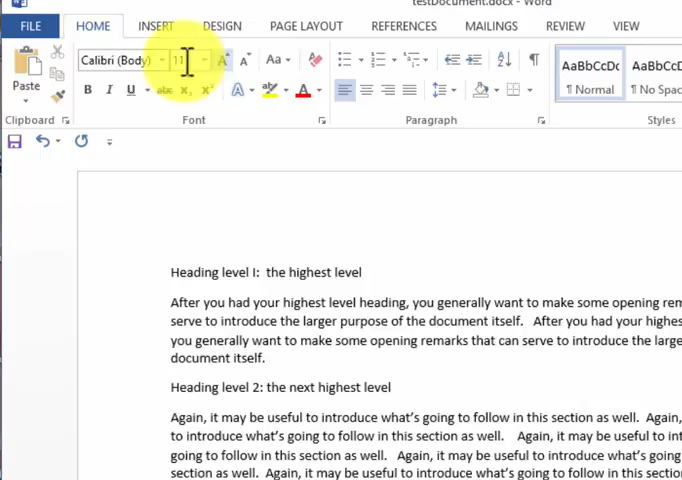 testDocument.docx - Word
FILE HOME INSERT DESIGN PAGE LAYOUT REFERENCES MAILINGS REVIEW VIEW
Calibri (Body) 11 A A Aa
Paste B I U abc x₂ x² A A
AaBbCcDc AaBbCcD
¶ Normal ¶ No Spac
Clipboard Font Paragraph Styles
Heading level I: the highest level
After you had your highest level heading, you generally want to make some opening rem
serve to introduce the larger purpose of the document itself. After you had your highes
you generally want to make some opening remarks that can serve to introduce the large
document itself.
Heading level 2: the next highest level
Again, it may be useful to introduce what's going to follow in this section as well. Again,
to introduce what's going to follow in this section as well. Again, it may be useful to int
going to follow in this section as well. Again, it may be useful to introduce what's going
section as well. Again, it may be useful to introduce what's going to follow in this sectio